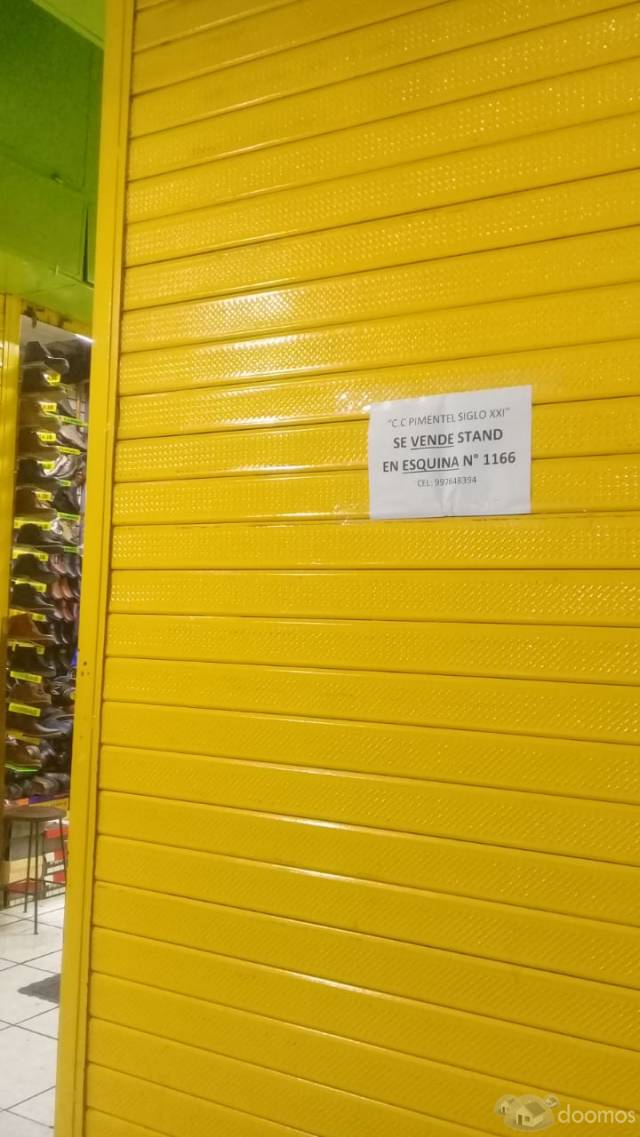 "C.C PIMENTEL SIGLO XXI"
SE VENDE STAND
EN ESQUINA N° 1166
CEL: 997648394
doomos